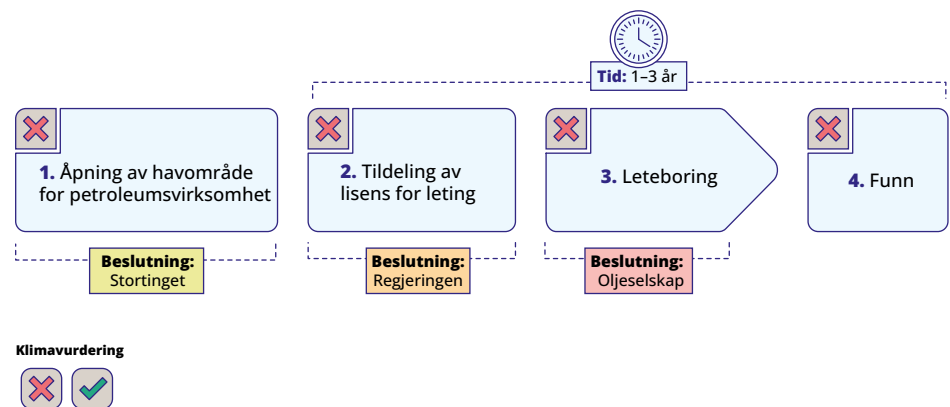 Tid: 1–3 år
1. Åpning av havområde
for petroleumsvirksomhet
2. Tildeling av
lisens for leting
3. Leteboring
4. Funn
Beslutning:
Stortinget
Beslutning:
Regjeringen
Beslutning:
Oljeselskap
Klimavurdering